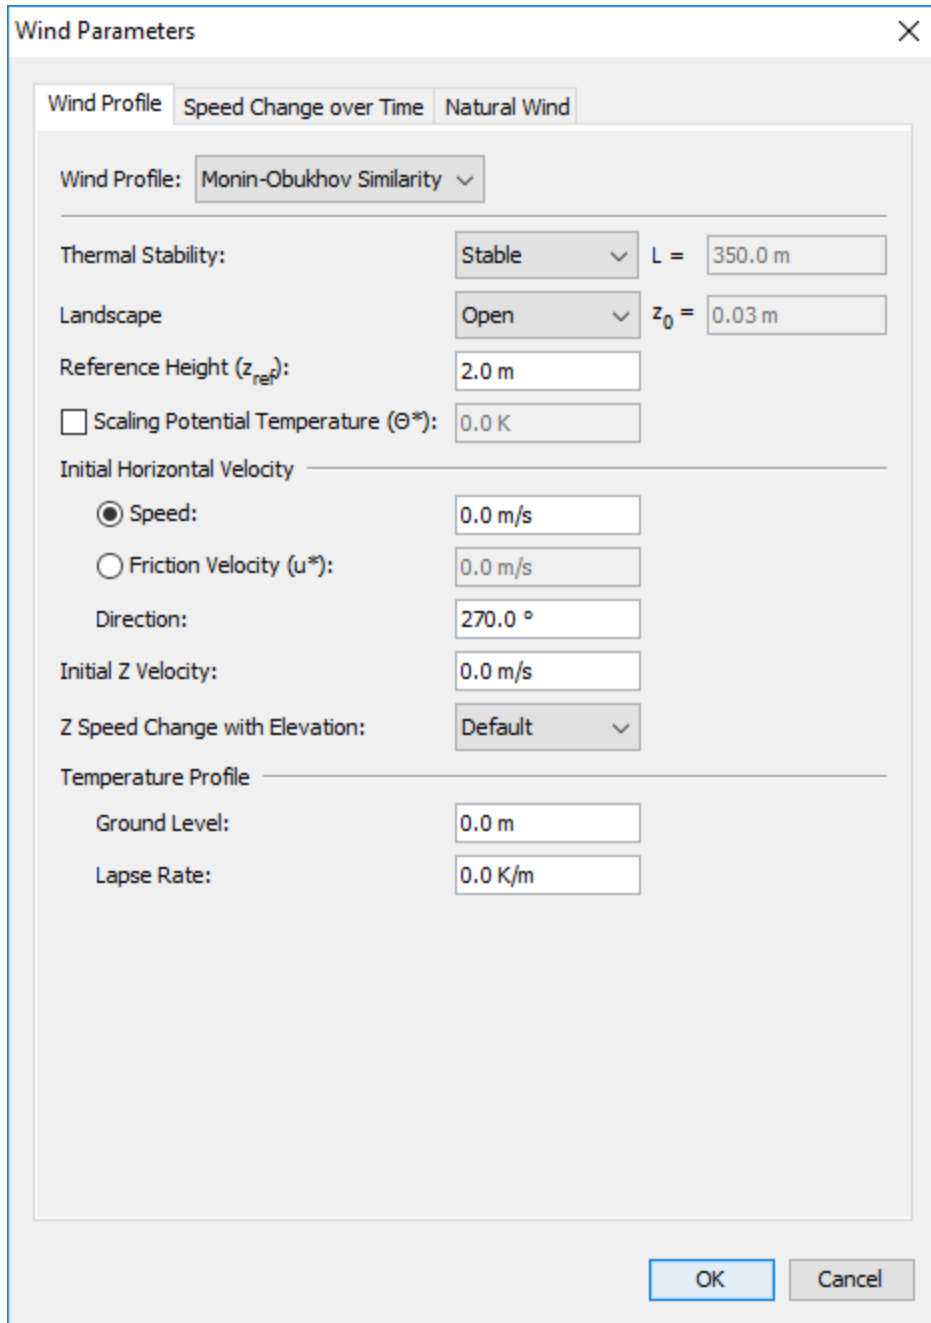 Wind Parameters
Wind Profile Speed Change over Time Natural Wind
Wind Profile: Monin-Obukhov Similarity
Thermal Stability: Stable L = 350.0 m
Landscape Open z0 = 0.03 m
Reference Height (zref): 2.0 m
Scaling Potential Temperature (Θ*): 0.0 K
Initial Horizontal Velocity
Speed: 0.0 m/s
Friction Velocity (u*): 0.0 m/s
Direction: 270.0 °
Initial Z Velocity: 0.0 m/s
Z Speed Change with Elevation: Default
Temperature Profile
Ground Level: 0.0 m
Lapse Rate: 0.0 K/m
OK Cancel